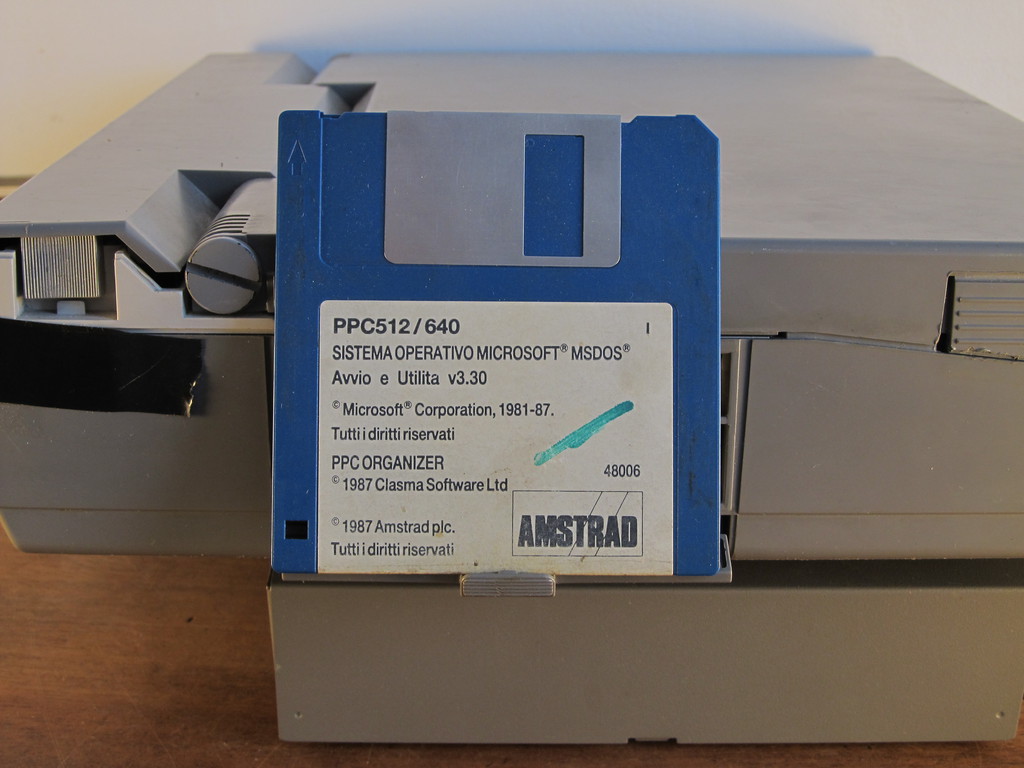 PPC512/640 I
SISTEMA OPERATIVO MICROSOFT® MSDOS®
Avvio e Utilita v3.30
© Microsoft® Corporation, 1981-87.
Tutti i diritti riservati
PPC ORGANIZER
© 1987 Clasma Software Ltd
48006
© 1987 Amstrad plc.
Tutti i diritti riservati
AMSTRAD